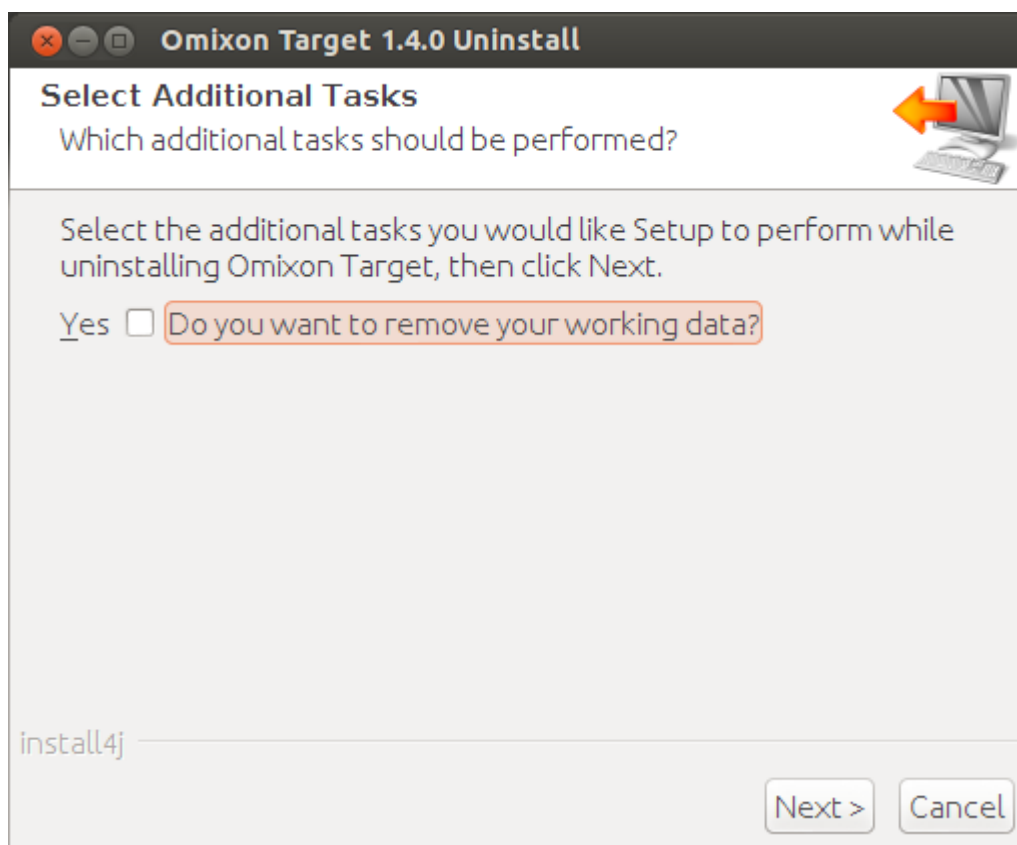 Omixon Target 1.4.0 Uninstall
Select Additional Tasks
Which additional tasks should be performed?
Select the additional tasks you would like Setup to perform while
uninstalling Omixon Target, then click Next.
Yes Do you want to remove your working data?
install4j
Next > Cancel